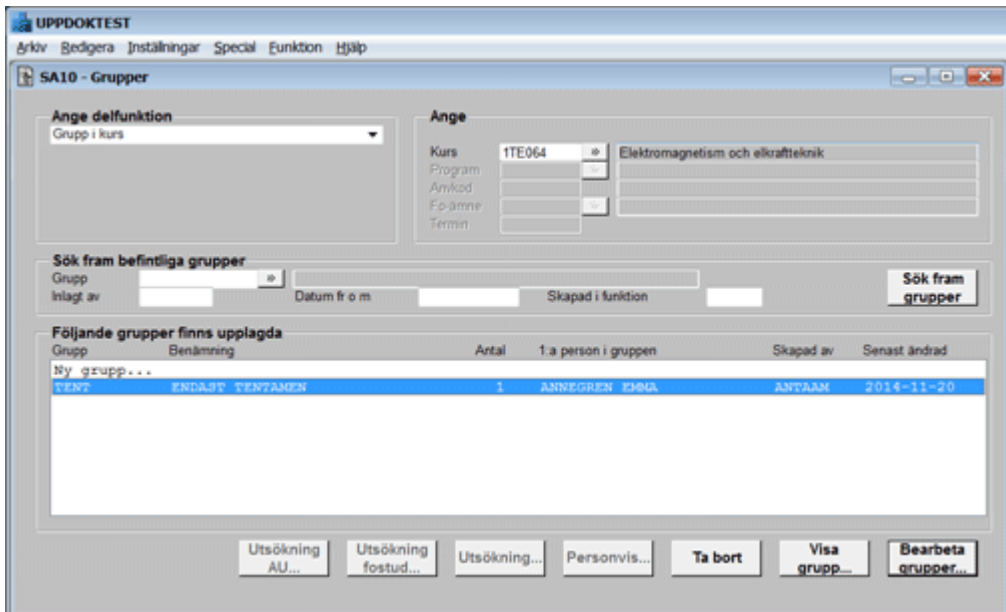 UPPDOKTEST
Arkiv Redigera Inställningar Special Funktion Hjälp
SA10 - Grupper
Ange delfunktion
Grupp i kurs
Ange
Kurs 1TE064 Elektromagnetism och elkraftteknik
Program
Anmkod
Fo-ämne
Termin
Sök fram befintliga grupper
Grupp
Inlagt av Datum fr o m Skapad i funktion
Sök fram grupper
Följande grupper finns upplagda
Grupp Benämning Antal 1:a person i gruppen Skapad av Senast ändrad
Ny grupp...
TENT ENDAST TENTAMEN 1 ANNEGREN EMMA ANTAAM 2014-11-20
Utsökning AU... Utsökning fostud... Utsökning... Personvis... Ta bort Visa grupp... Bearbeta grupper...